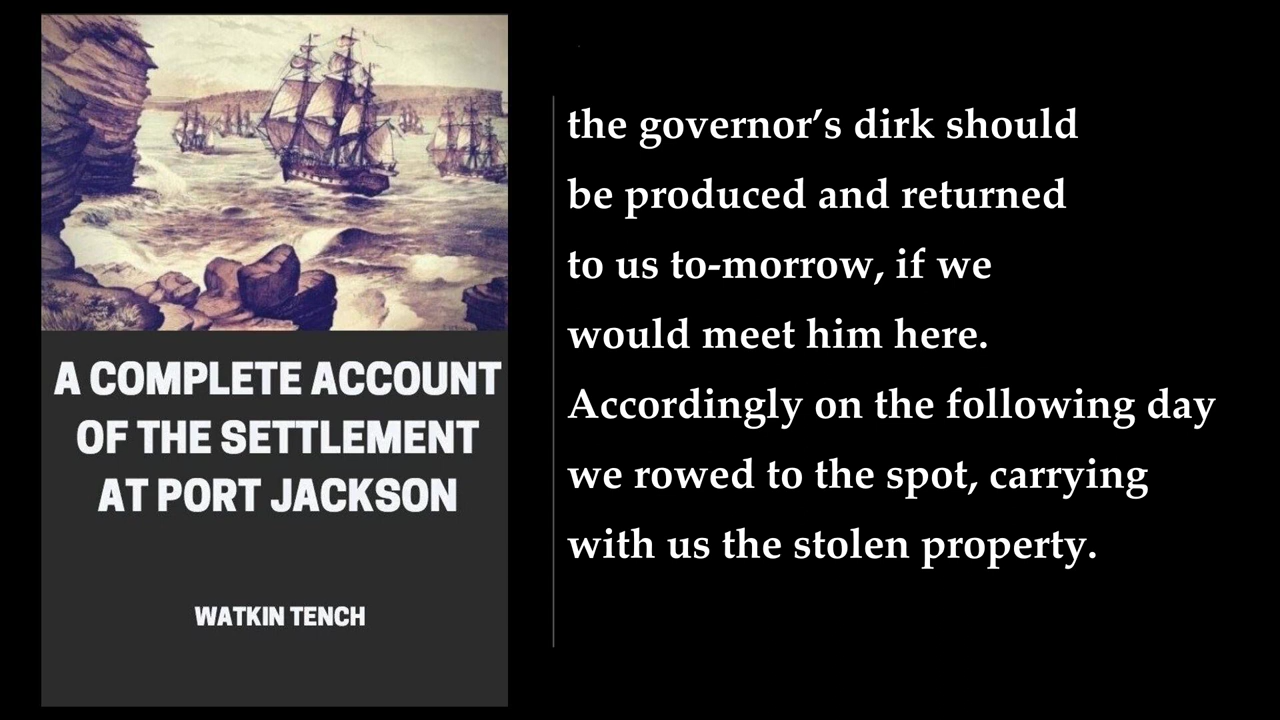 A COMPLETE ACCOUNT
OF THE SETTLEMENT
AT PORT JACKSON
WATKIN TENCH
the governor’s dirk should
be produced and returned
to us to-morrow, if we
would meet him here.
Accordingly on the following day
we rowed to the spot, carrying
with us the stolen property.